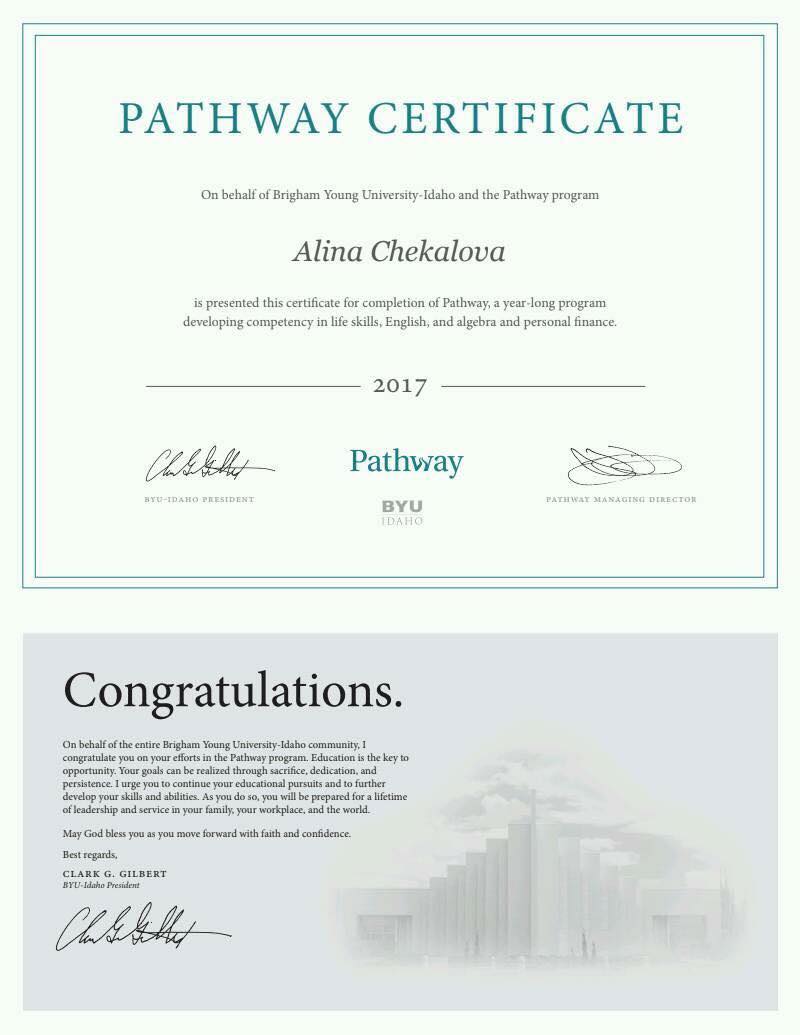 PATHWAY CERTIFICATE
On behalf of Brigham Young University-Idaho and the Pathway program
Alina Chekalova
is presented this certificate for completion of Pathway, a year-long program
developing competency in life skills, English, and algebra and personal finance.
2017
Pathway
BYU-IDAHO PRESIDENT
PATHWAY MANAGING DIRECTOR
BYU
IDAHO
Congratulations.
On behalf of the entire Brigham Young University-Idaho community, I
congratulate you on your efforts in the Pathway program. Education is the key to
opportunity. Your goals can be realized through sacrifice, dedication, and
persistence. I urge you to continue your educational pursuits and to further
develop your skills and abilities. As you do so, you will be prepared for a lifetime
of leadership and service in your family, your workplace, and the world.
May God bless you as you move forward with faith and confidence.
Best regards,
CLARK G. GILBERT
BYU-Idaho President